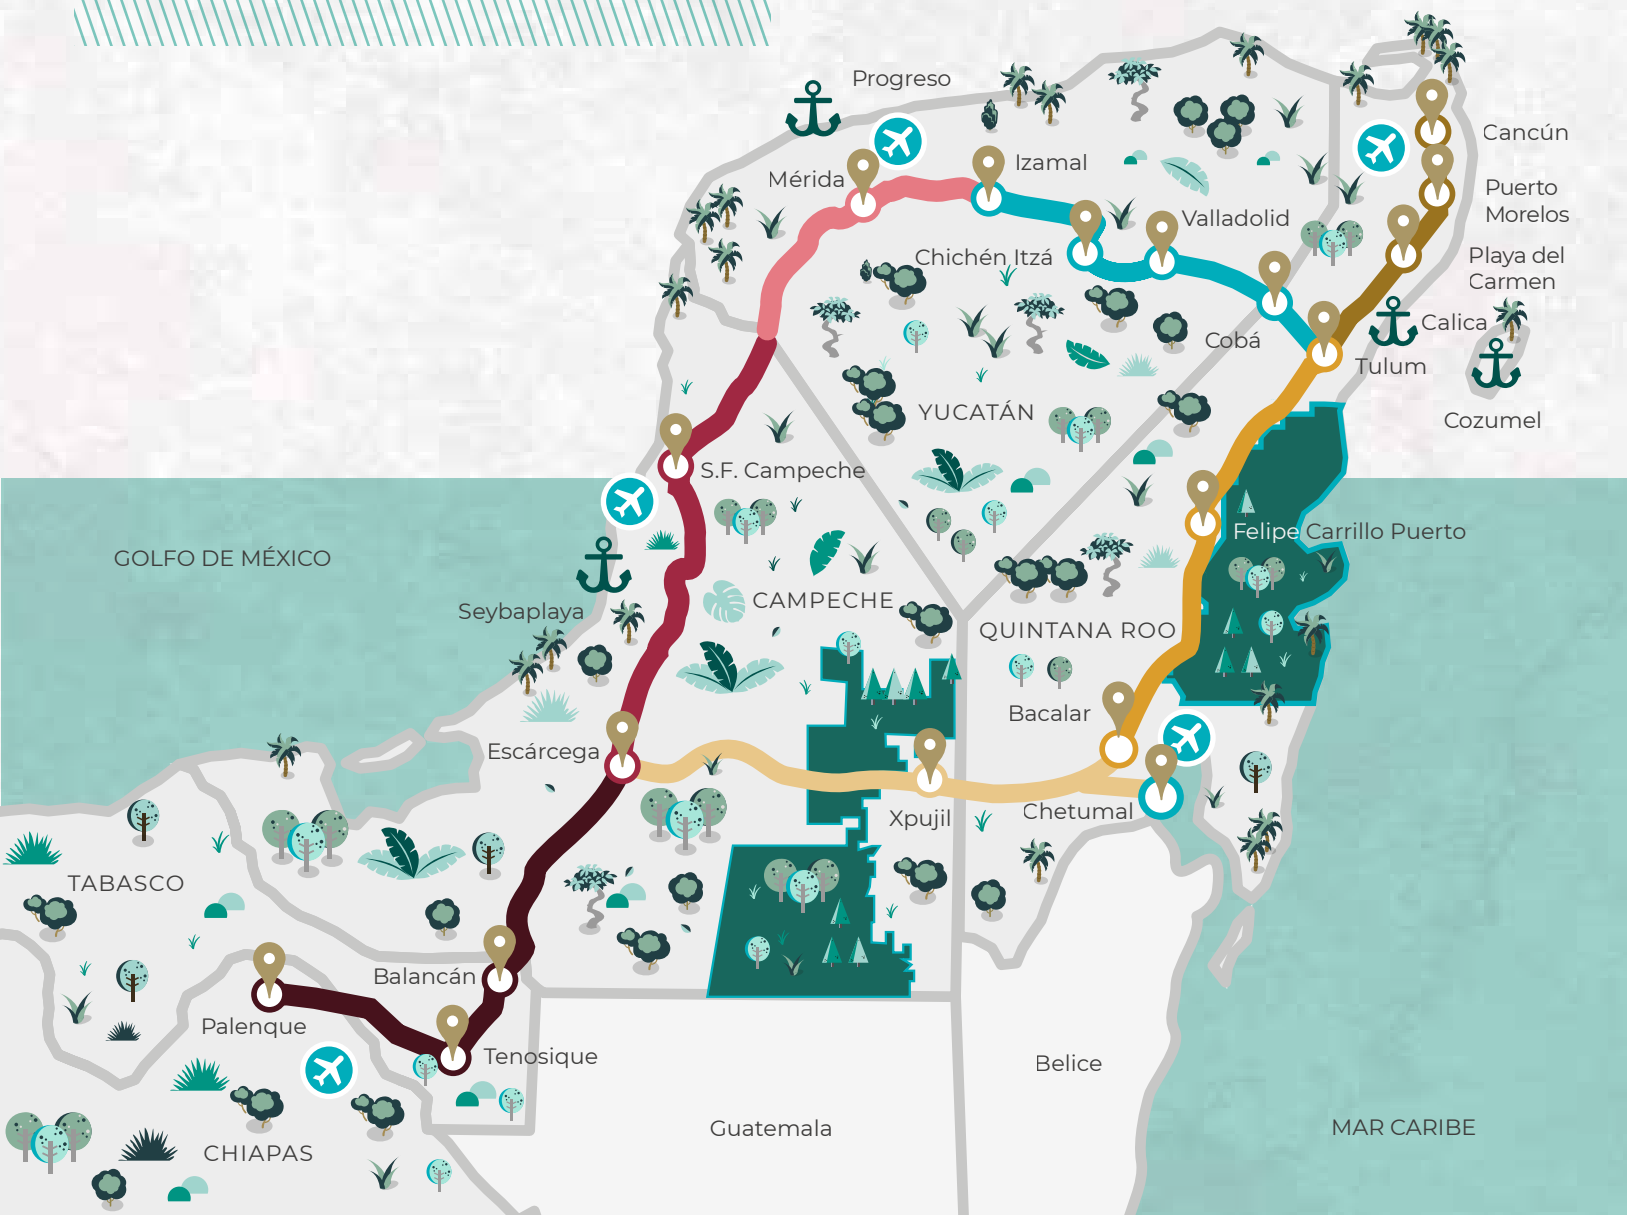 Progreso
Cancún
Izamal
Mérida
Puerto
Morelos
Valladolid
Chichén Itzá
Playa del
Carmen
Calica
Cobá
Tulum
YUCATÁN
Cozumel
S.F. Campeche
Felipe Carrillo Puerto
GOLFO DE MÉXICO
CAMPECHE
Seybaplaya
QUINTANA ROO
Bacalar
Escárcega
Chetumal
Xpujil
TABASCO
Balancán
Palenque
Tenosique
Belice
Guatemala
MAR CARIBE
CHIAPAS